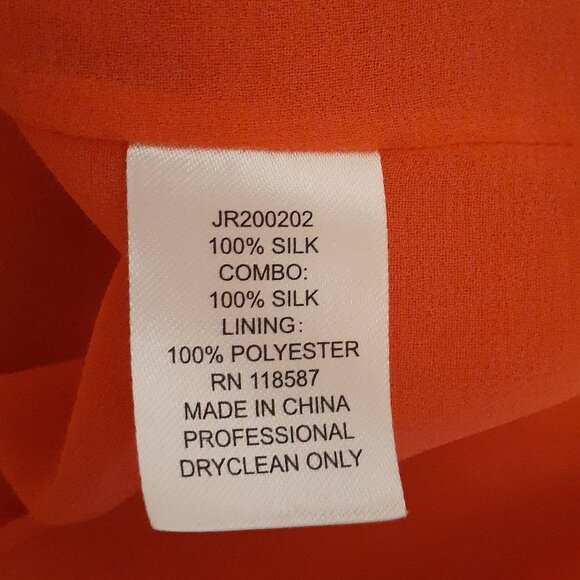 JR200202
100% SILK
COMBO:
100% SILK
LINING:
100% POLYESTER
RN 118587
MADE IN CHINA
PROFESSIONAL
DRYCLEAN ONLY